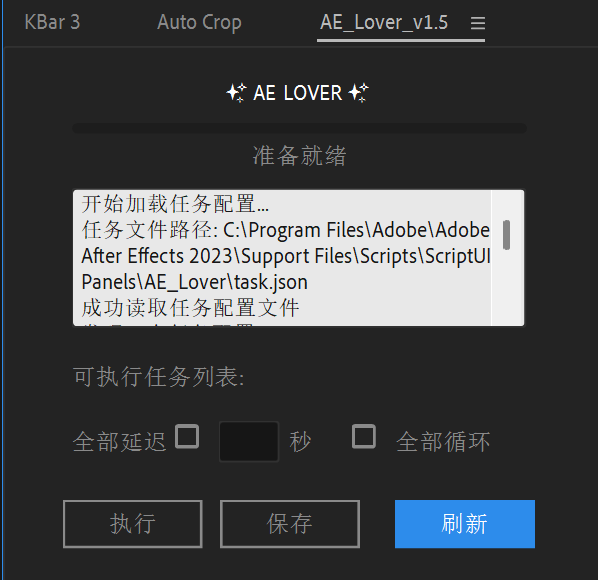 KBar 3 Auto Crop AE_Lover_v1.5
AE LOVER
准备就绪
开始加载任务配置...
任务文件路径: C:\Program Files\Adobe\Adobe
After Effects 2023\Support Files\Scripts\ScriptUI
Panels\AE_Lover\task.json
成功读取任务配置文件
可执行任务列表:
全部延迟 秒 全部循环
执行 保存 刷新